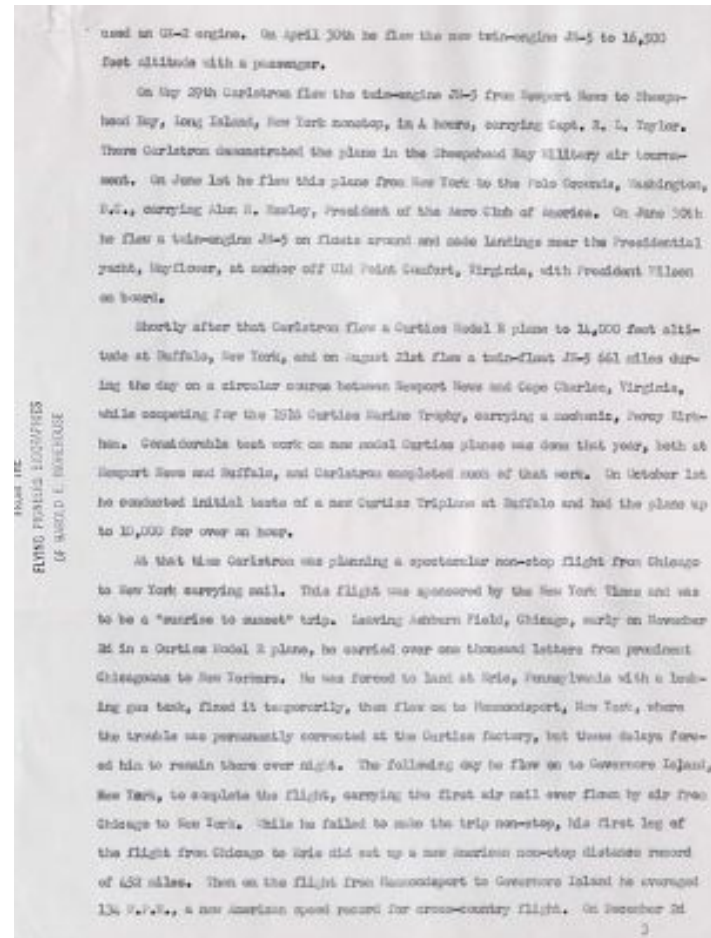 used an OX-2 engine. On April 30th he flew the new twin-engine JN-5 to 16,500
feet altitude with a passenger.
On May 29th Carlstrom flew the twin-engine JN-5 from Newport News to Sheeps-
head Bay, Long Island, New York nonstop, in 4 hours, carrying Capt. R. L. Taylor.
There Carlstrom demonstrated the plane in the Sheepshead Bay Military air tourna-
ment. On June 1st he flew this plane from New York to the Polo Grounds, Washington,
D.C., carrying Alan R. Hawley, President of the Aero Club of America. On June 30th
he flew a twin-engine JN-5 on floats around and made landings near the Presidential
yacht, Mayflower, at anchor off Old Point Comfort, Virginia, with President Wilson
on board.
Shortly after that Carlstrom flew a Curtiss Model R plane to 14,000 feet alti-
tude at Buffalo, New York, and on August 21st flew a twin-float JN-5 661 miles dur-
ing the day on a circular course between Newport News and Cape Charles, Virginia,
while competing for the 1916 Curtiss Marine Trophy, carrying a mechanic, Percy Kirk-
ham. Considerable test work on new model Curtiss planes was done that year, both at
Newport News and Buffalo, and Carlstrom completed much of that work. On October 1st
he conducted initial tests of a new Curtiss Triplane at Buffalo and had the plane up
to 10,000 for over an hour.
At that time Carlstrom was planning a spectacular non-stop flight from Chicago
to New York carrying mail. This flight was sponsored by the New York Times and was
to be a "sunrise to sunset" trip. Leaving Ashburn Field, Chicago, early on November
2d in a Curtiss Model R plane, he carried over one thousand letters from prominent
Chicagoans to New Yorkers. He was forced to land at Erie, Pennsylvania with a leak-
ing gas tank, fixed it temporarily, then flew on to Hammondsport, New York, where
the trouble was permanently corrected at the Curtiss factory, but these delays forc-
ed him to remain there over night. The following day he flew on to Governors Island,
New York, to complete the flight, carrying the first air mail ever flown by air from
Chicago to New York. While he failed to make the trip non-stop, his first leg of
the flight from Chicago to Erie did set up a new American non-stop distance record
of 452 miles. Then on the flight from Hammondsport to Governors Island he averaged
134 M.P.H., a new American speed record for cross-country flight. On December 2d
3
FROM THE
FLYING PIONEERS BIOGRAPHIES
OF HAROLD E. MOREHOUSE